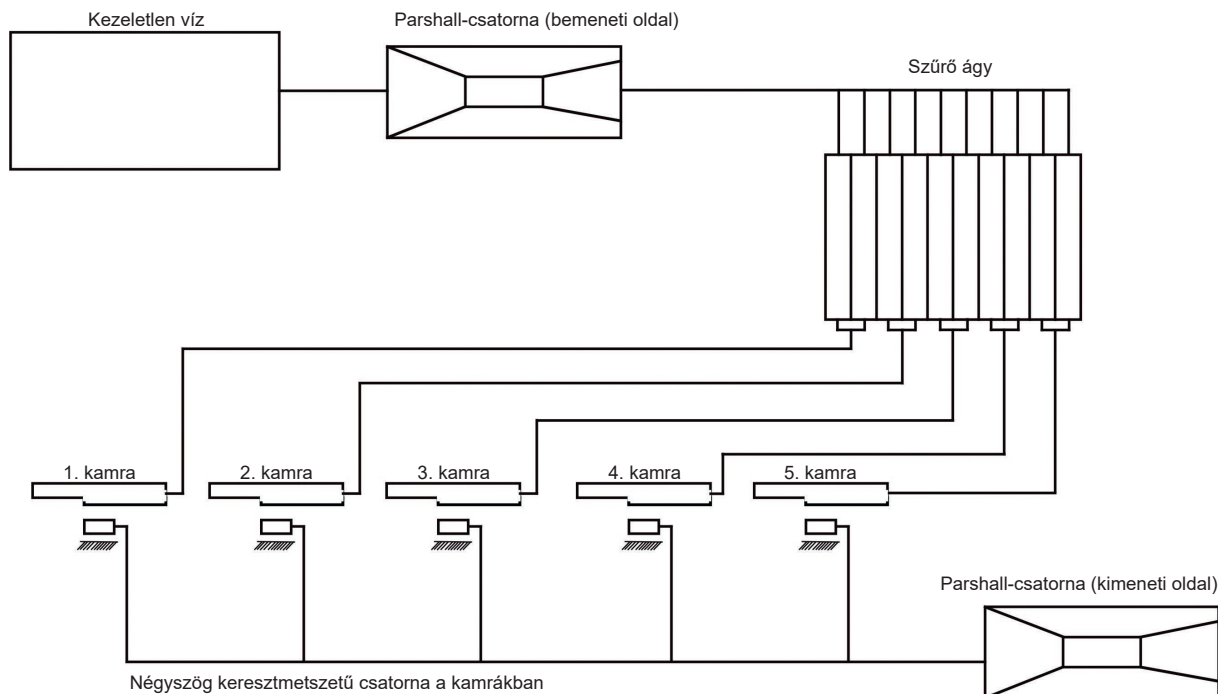 Kezeletlen víz
Parshall-csatorna (bemeneti oldal)
Szűrő ágy
1. kamra
2. kamra
3. kamra
4. kamra
5. kamra
Parshall-csatorna (kimeneti oldal)
Négyszög keresztmetszetű csatorna a kamrákban